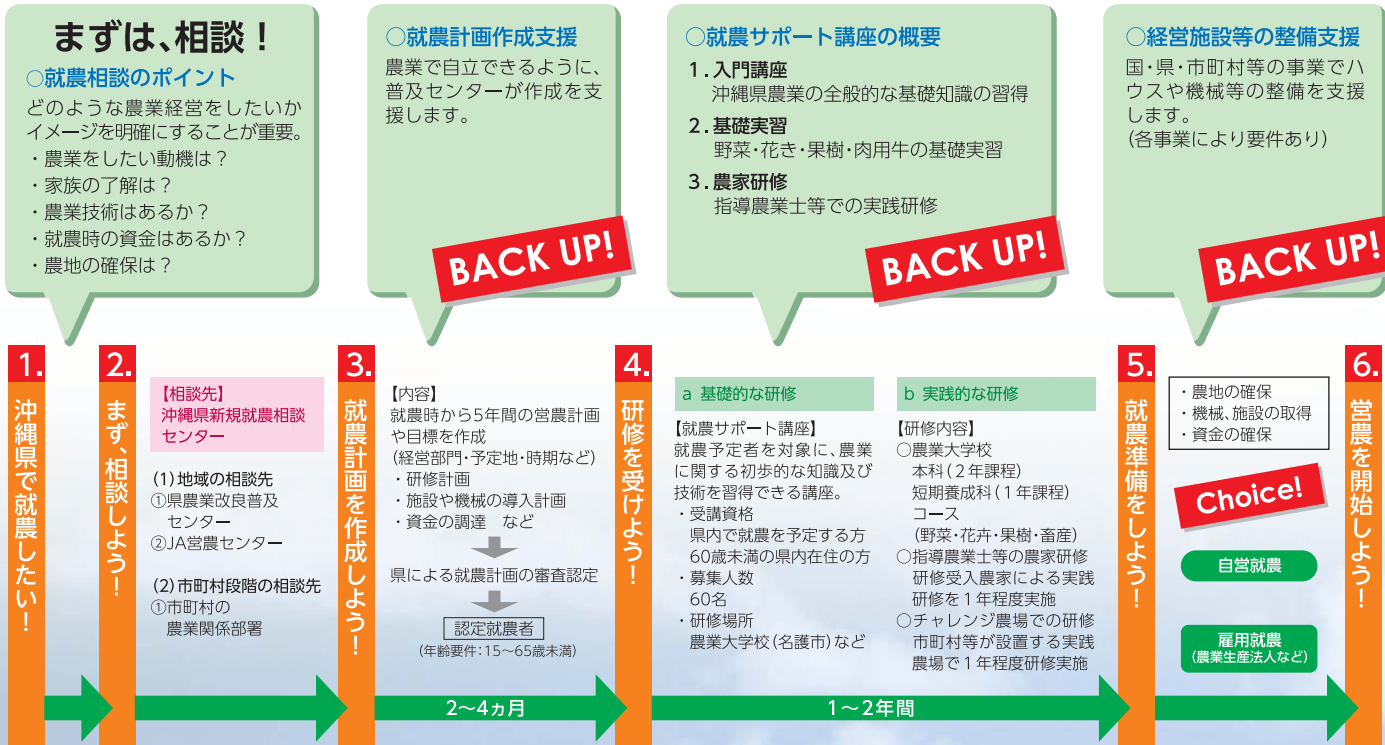 まずは、相談！
○就農相談のポイント
どのような農業経営をしたいか
イメージを明確にすることが重要。
・農業をしたい動機は？
・家族の了解は？
・農業技術はあるか？
・就農時の資金はあるか？
・農地の確保は？
○就農計画作成支援
農業で自立できるように、
普及センターが作成を支
援します。
BACK UP!
○就農サポート講座の概要
1．入門講座
沖縄県農業の全般的な基礎知識の習得
2．基礎実習
野菜・花き・果樹・肉用牛の基礎実習
3．農家研修
指導農業士等での実践研修
BACK UP!
○経営施設等の整備支援
国・県・市町村等の事業でハ
ウスや機械等の整備を支援
します。
(各事業により要件あり)
BACK UP!
1.
沖縄県で就農したい！
2.
まず、相談しよう！
【相談先】
沖縄県新規就農相談
センター
(1)地域の相談先
①県農業改良普及
センター
②JA営農センター
(2)市町村段階の相談先
①市町村の
農業関係部署
3.
就農計画を作成しよう！
【内容】
就農時から5年間の営農計画
や目標を作成
(経営部門・予定地・時期など)
・研修計画
・施設や機械の導入計画
・資金の調達　など
県による就農計画の審査認定
認定就農者
(年齢要件：15〜65歳未満)
2〜4ヵ月
4.
研修を受けよう！
a 基礎的な研修
【就農サポート講座】
就農予定者を対象に、農業
に関する初歩的な知識及び
技術を習得できる講座。
・受講資格
県内で就農を予定する方
60歳未満の県内在住の方
・募集人数
60名
・研修場所
農業大学校(名護市)など
b 実践的な研修
【研修内容】
○農業大学校
本科(2年課程)
短期養成科(1年課程)
コース
(野菜・花卉・果樹・畜産)
○指導農業士等の農家研修
研修受入農家による実践
研修を1年程度実施
○チャレンジ農場での研修
市町村等が設置する実践
農場で1年程度研修実施
1〜2年間
5.
就農準備をしよう！
・農地の確保
・機械、施設の取得
・資金の確保
Choice!
自営就農
雇用就農
(農業生産法人など)
6.
営農を開始しよう！